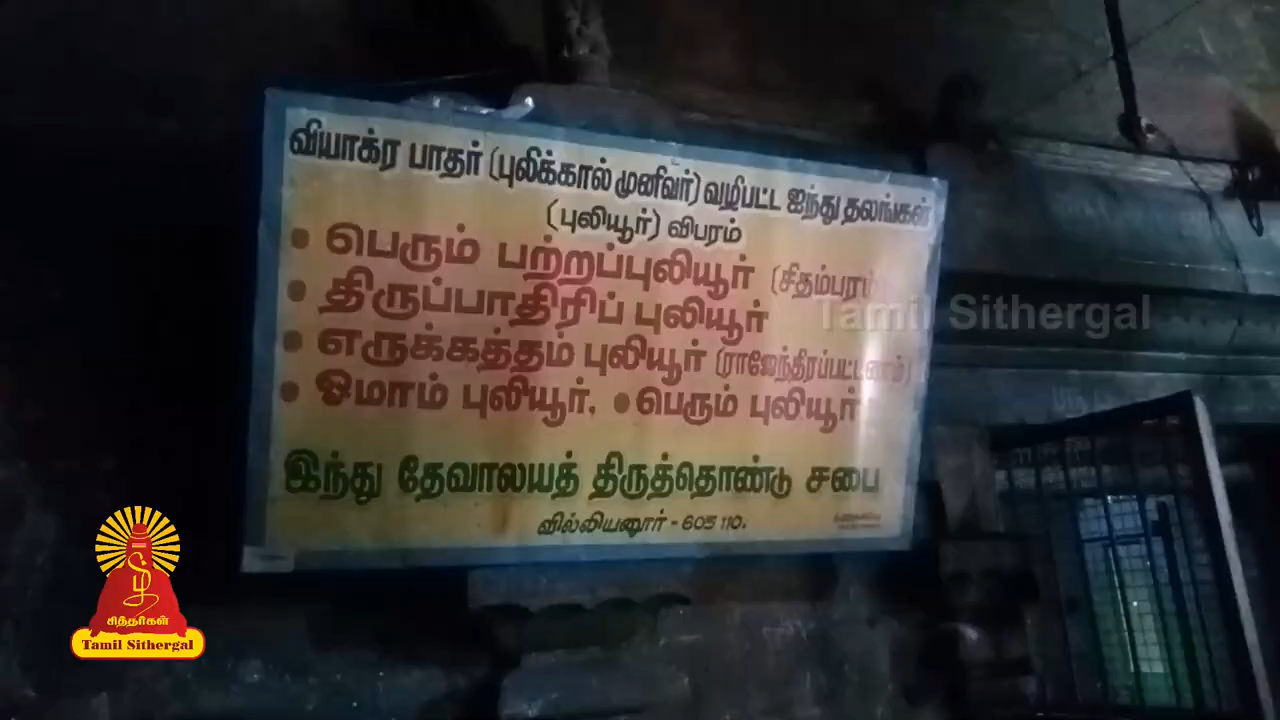 வியாக்ர பாதர் (புலிக்கால் முனிவர்) வழிபட்ட ஐந்து தலங்கள்
(புலியூர்) விபரம்
• பெரும் பற்றப்புலியூர் (சிதம்பரம்)
• திருப்பாதிரிப் புலியூர்
• எருக்கத்தம் புலியூர் (ராஜேந்திரப்பட்டணம்)
• ஓமாம் புலியூர், • பெரும் புலியூர்
இந்து தேவாலயத் திருத்தொண்டு சபை
வில்லியனூர் - 605 110.
Tamil Sithergal
சித்தர்கள்
Tamil Sithergal